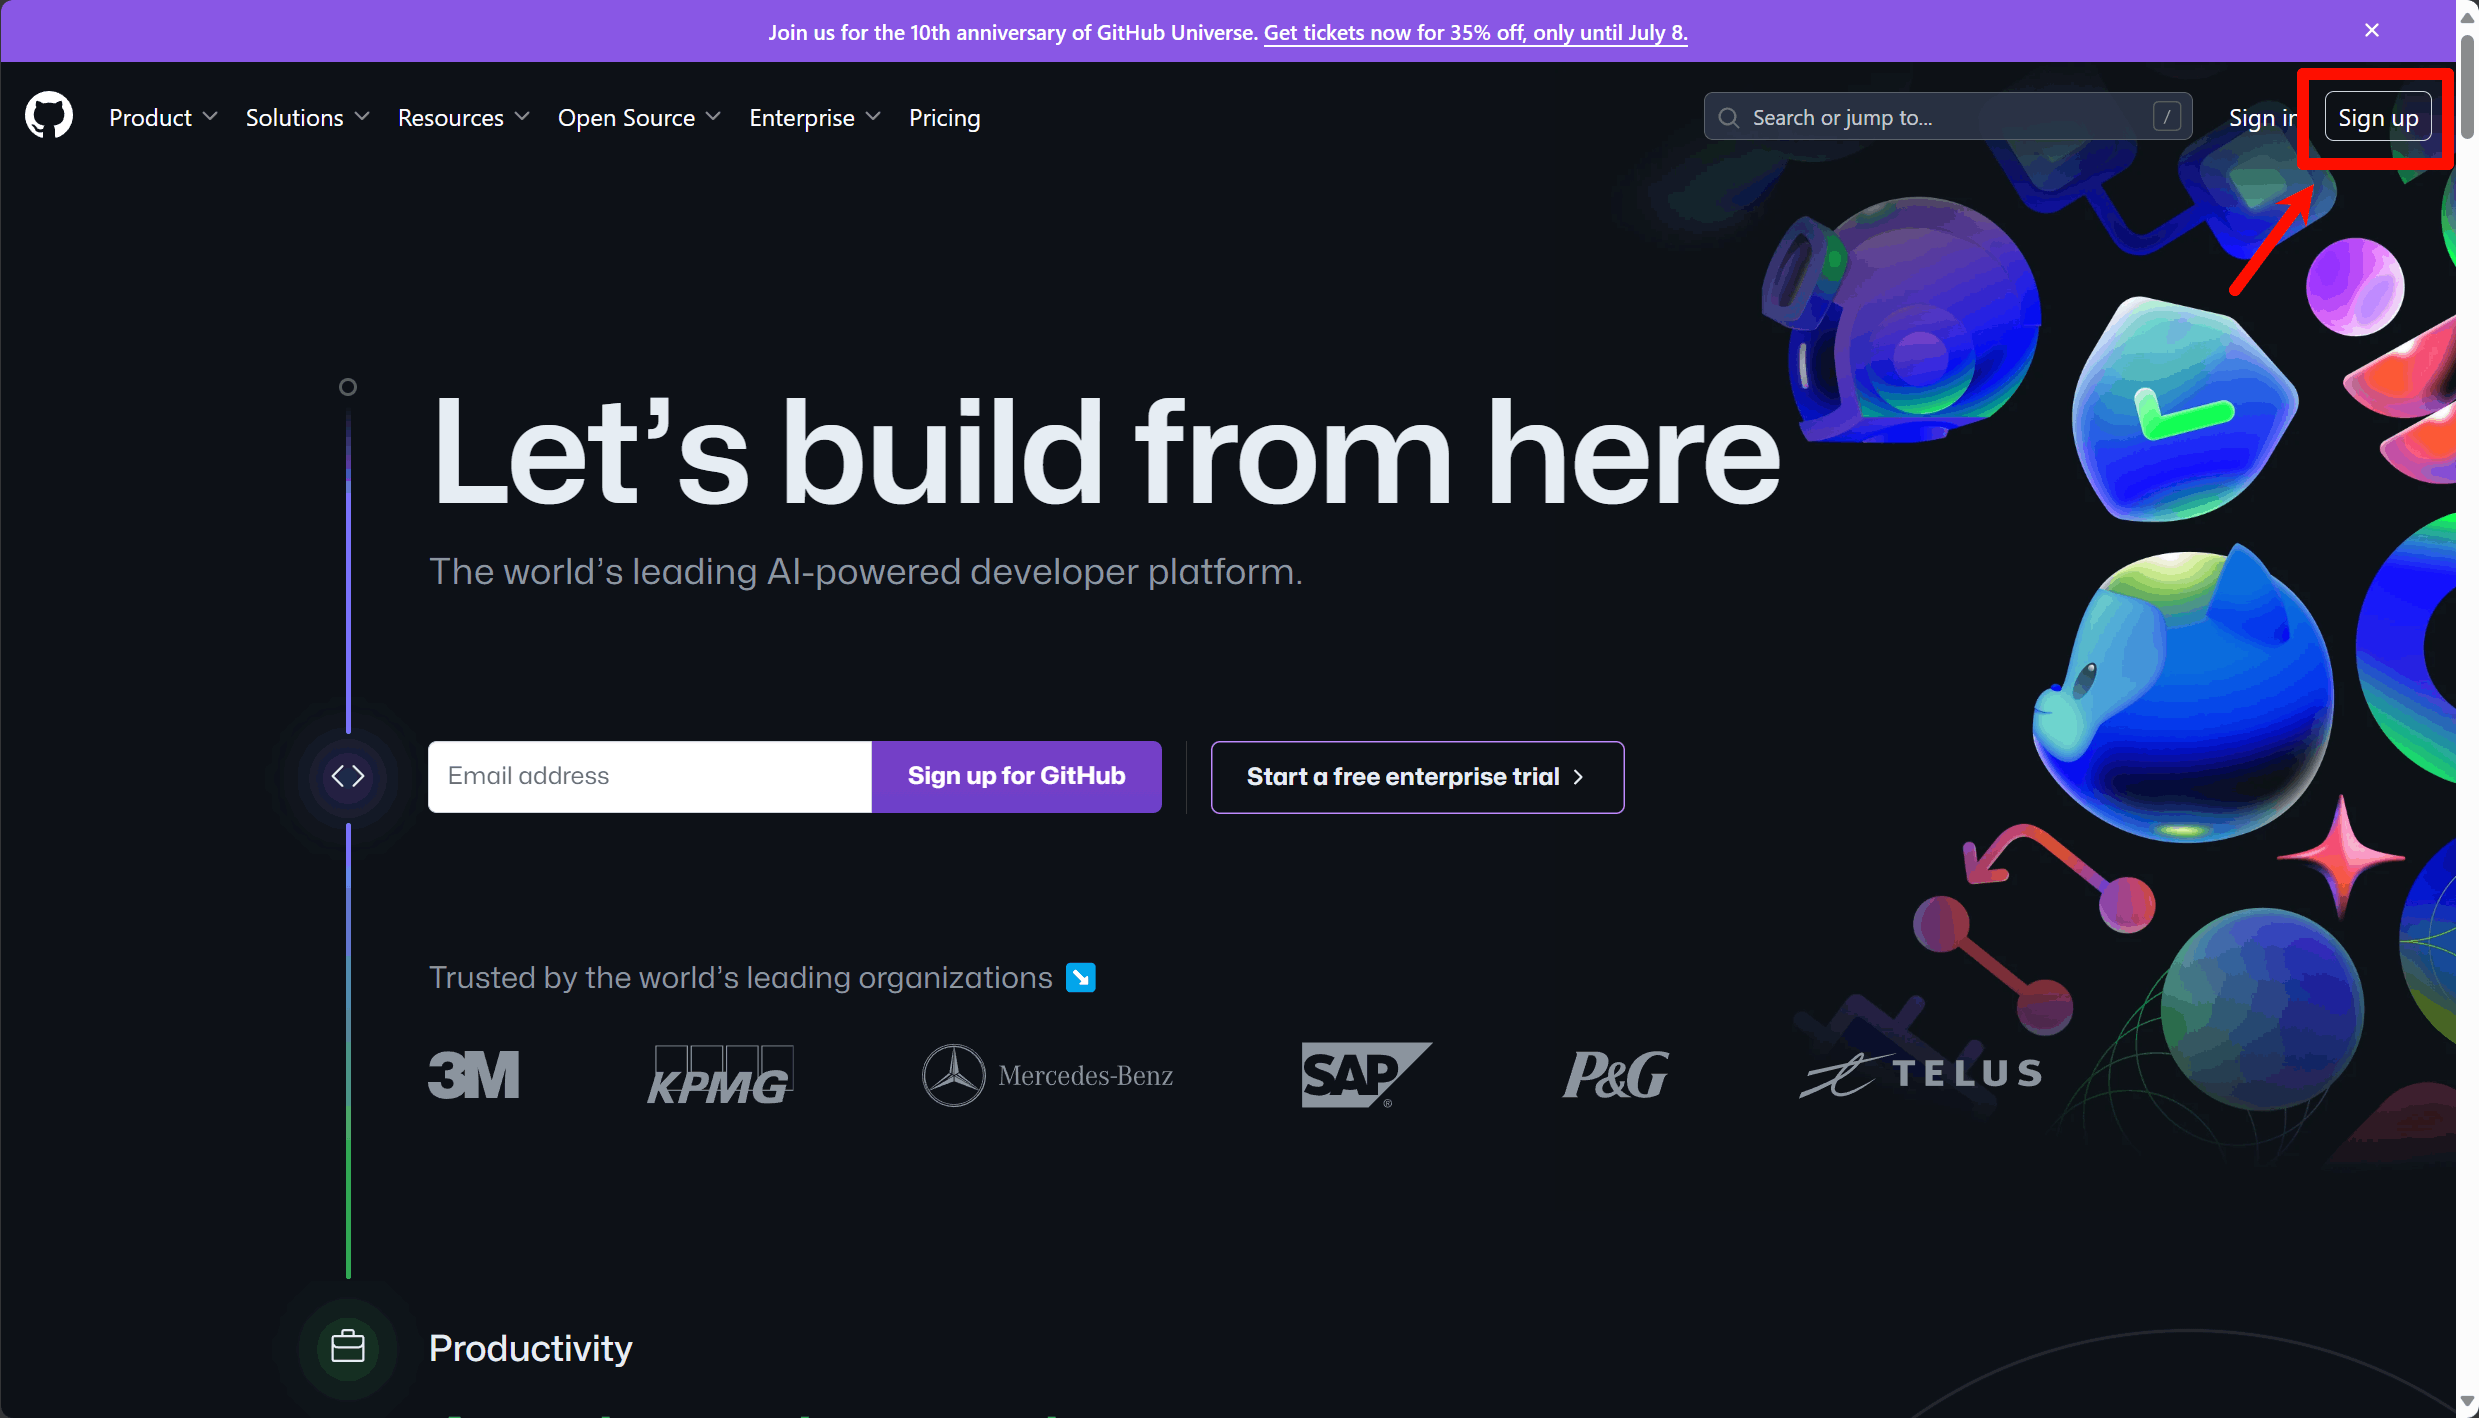 Join us for the 10th anniversary of GitHub Universe. Get tickets now for 35% off, only until July 8.
Product Solutions Resources Open Source Enterprise Pricing
Search or jump to... /
Sign in
Sign up
Let’s build from here
The world’s leading AI-powered developer platform.
Email address
Sign up for GitHub
Start a free enterprise trial
Trusted by the world’s leading organizations
3M
KPMG
Mercedes-Benz
SAP
®
P&G
TELUS
Productivity